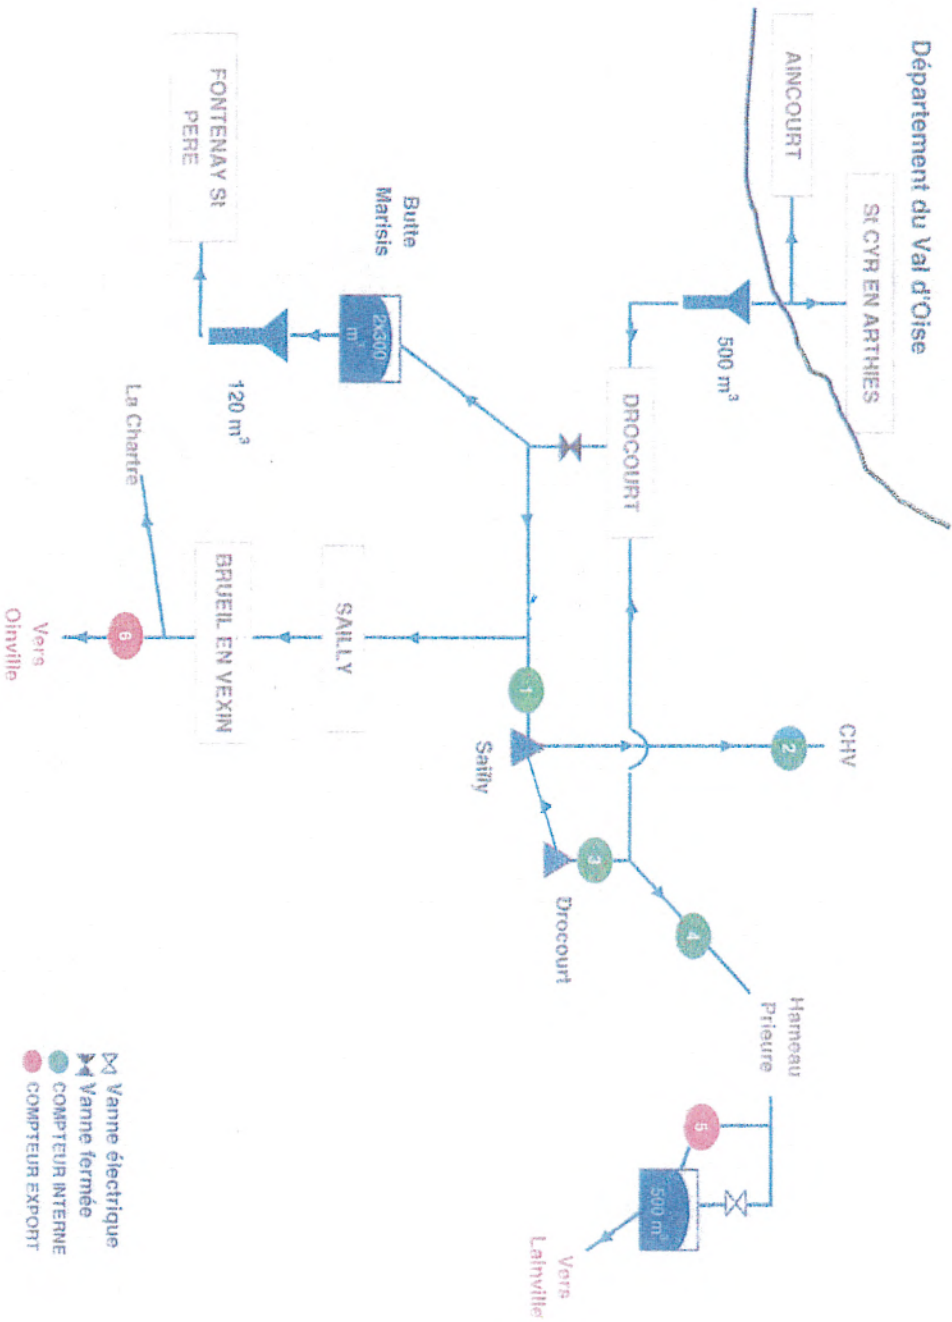 Département du Val d'Oise
AINCOURT
St CYR EN ARTHIES
500 m³
DROCOURT
FONTENAY St
PERE
Butte
Marisis
2x300
m³
120 m³
La Chartre
BRUEIL EN VEXIN
SAILLY
Vers
Oinville
6
1
Sailly
2
CHV
3
Drocourt
4
Hameau
Prieure
5
500 m³
Vers
Lainville
Vanne électrique
Vanne fermée
COMPTEUR INTERNE
COMPTEUR EXPORT